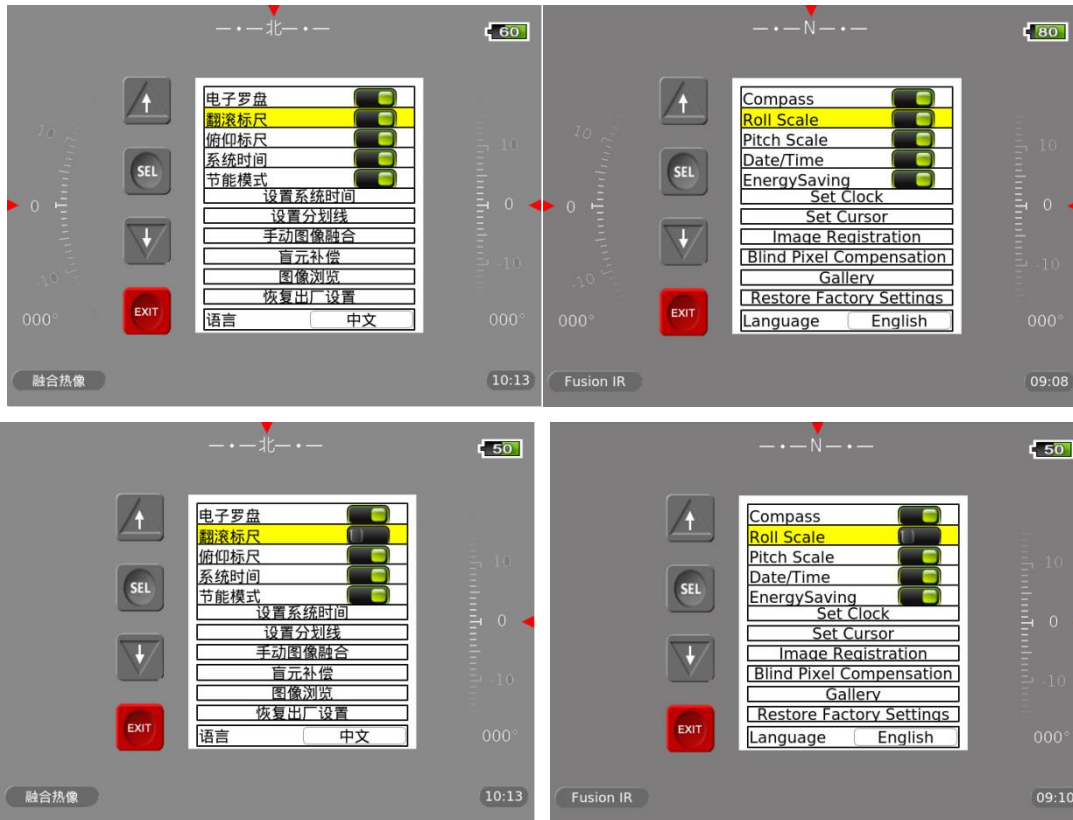 —·—北—·—
60
电子罗盘
翻滚标尺
俯仰标尺
系统时间
节能模式
设置系统时间
设置分划线
手动图像融合
盲元补偿
图像浏览
恢复出厂设置
语言 中文
SEL
EXIT
10
0
-10
000°
10
0
-10
000°
融合热像
10:13
—·—N—·—
80
Compass
Roll Scale
Pitch Scale
Date/Time
EnergySaving
Set Clock
Set Cursor
Image Registration
Blind Pixel Compensation
Gallery
Restore Factory Settings
Language English
SEL
EXIT
10
0
-10
000°
10
0
-10
000°
Fusion IR
09:08
—·—北—·—
50
电子罗盘
翻滚标尺
俯仰标尺
系统时间
节能模式
设置系统时间
设置分划线
手动图像融合
盲元补偿
图像浏览
恢复出厂设置
语言 中文
SEL
EXIT
10
0
-10
000°
融合热像
10:13
—·—N—·—
50
Compass
Roll Scale
Pitch Scale
Date/Time
EnergySaving
Set Clock
Set Cursor
Image Registration
Blind Pixel Compensation
Gallery
Restore Factory Settings
Language English
SEL
EXIT
10
0
-10
000°
Fusion IR
09:10